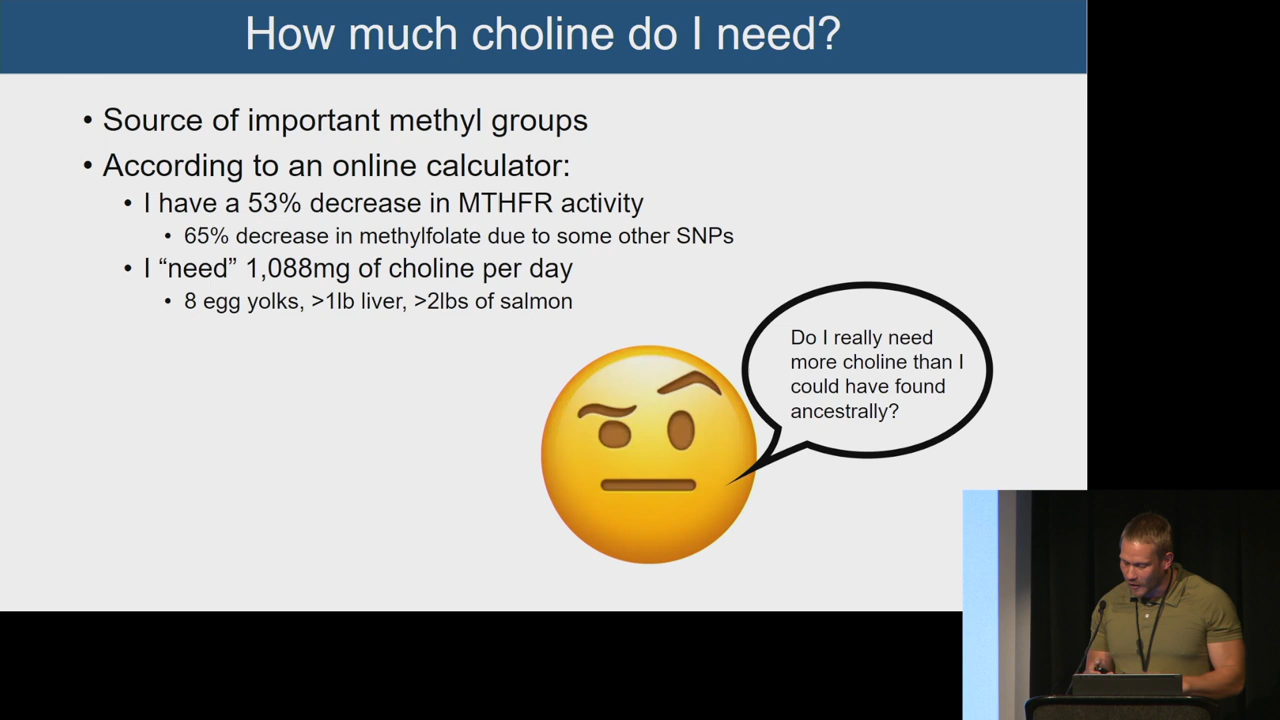 How much choline do I need?
• Source of important methyl groups
• According to an online calculator:
• I have a 53% decrease in MTHFR activity
• 65% decrease in methylfolate due to some other SNPs
• I “need” 1,088mg of choline per day
• 8 egg yolks, >1lb liver, >2lbs of salmon
Do I really need
more choline than I
could have found
ancestrally?